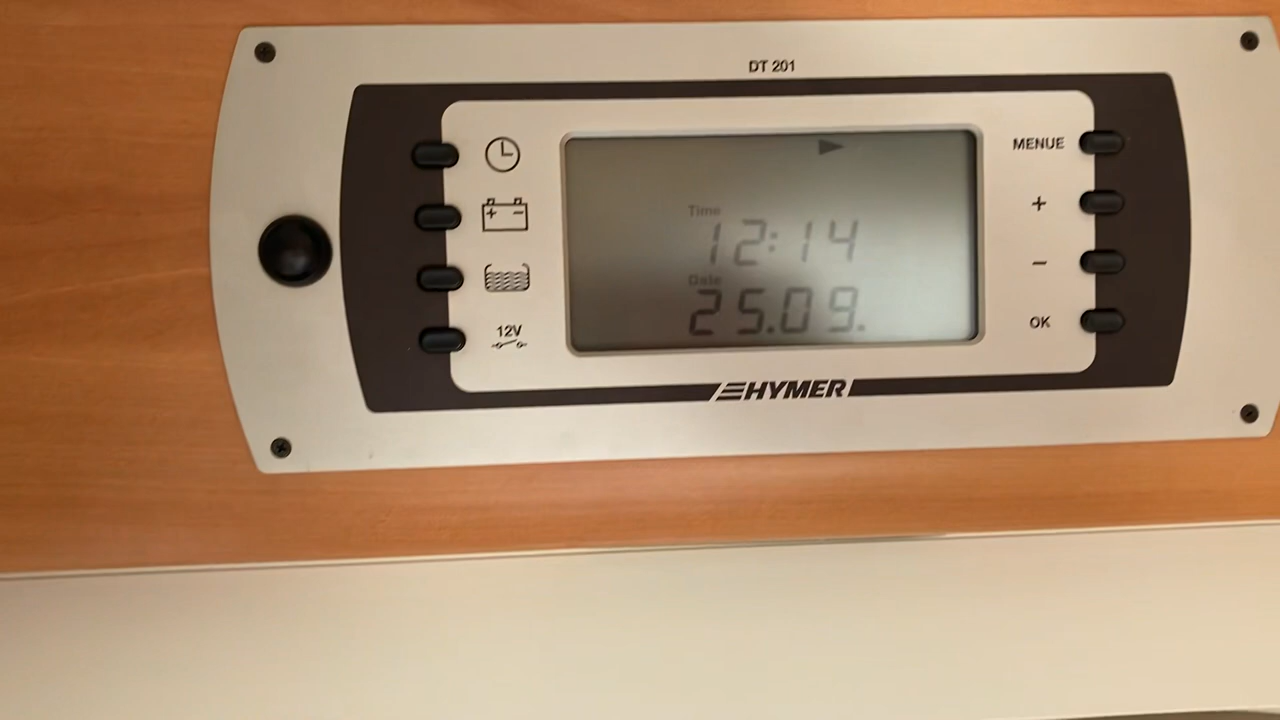 DT 201
MENUE
+
−
OK
+ −
12V
Time
12:14
Date
25.09.
HYMER